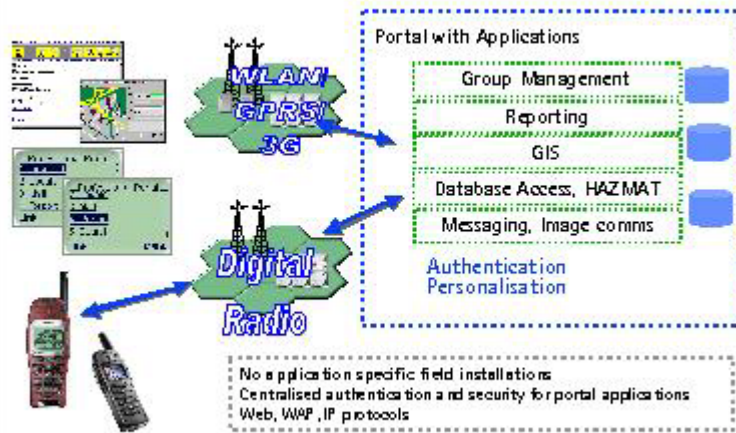 Portal with Applications
Group Management
Reporting
GIS
Database Access, HAZMAT
Messaging, Image comms
Authentication
Personalisation
WLAN/
GPRS/
3G
Digital
Radio
No application specific field installations
Centralised authentication and security for portal applications
Web, WAP, IP protocols